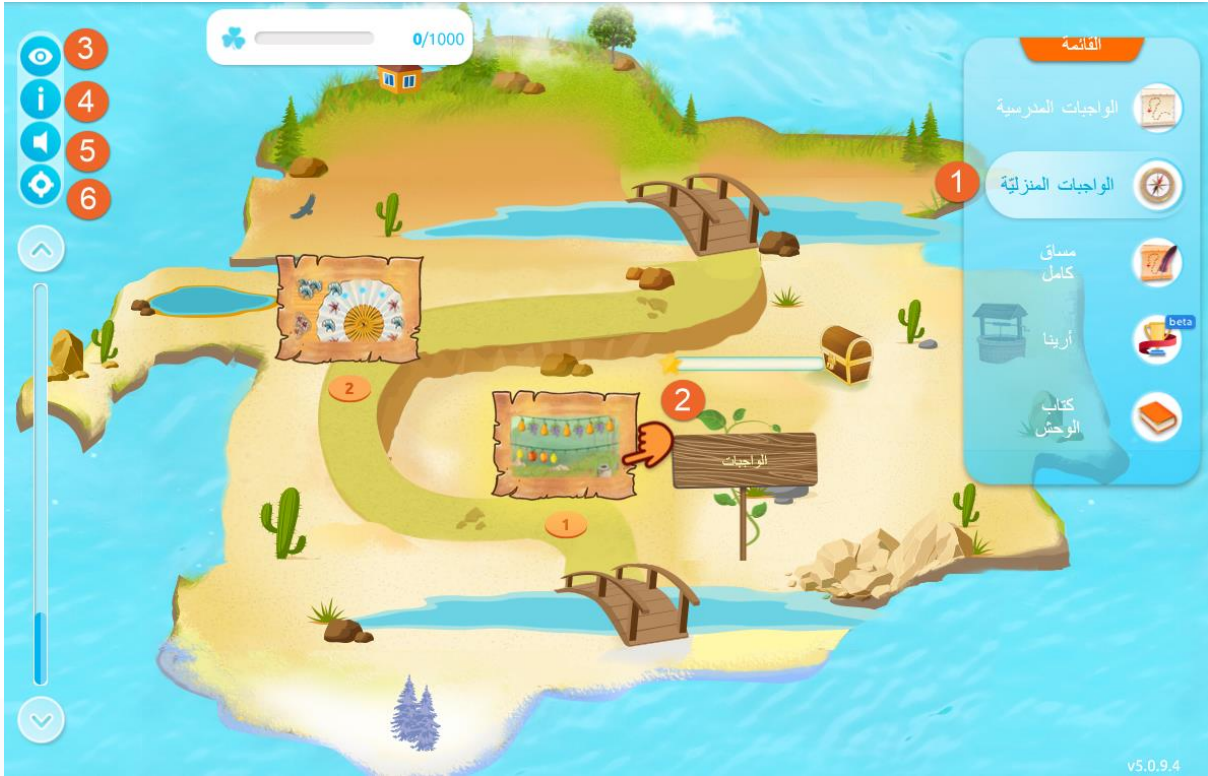 0/1000
3
4
5
6
القائمة
الواجبات المدرسية
1
الواجبات المنزليّة
مساق
كامل
beta
أرينا
كتاب
الوحش
2
2
الواجبات
1
v5.0.9.4